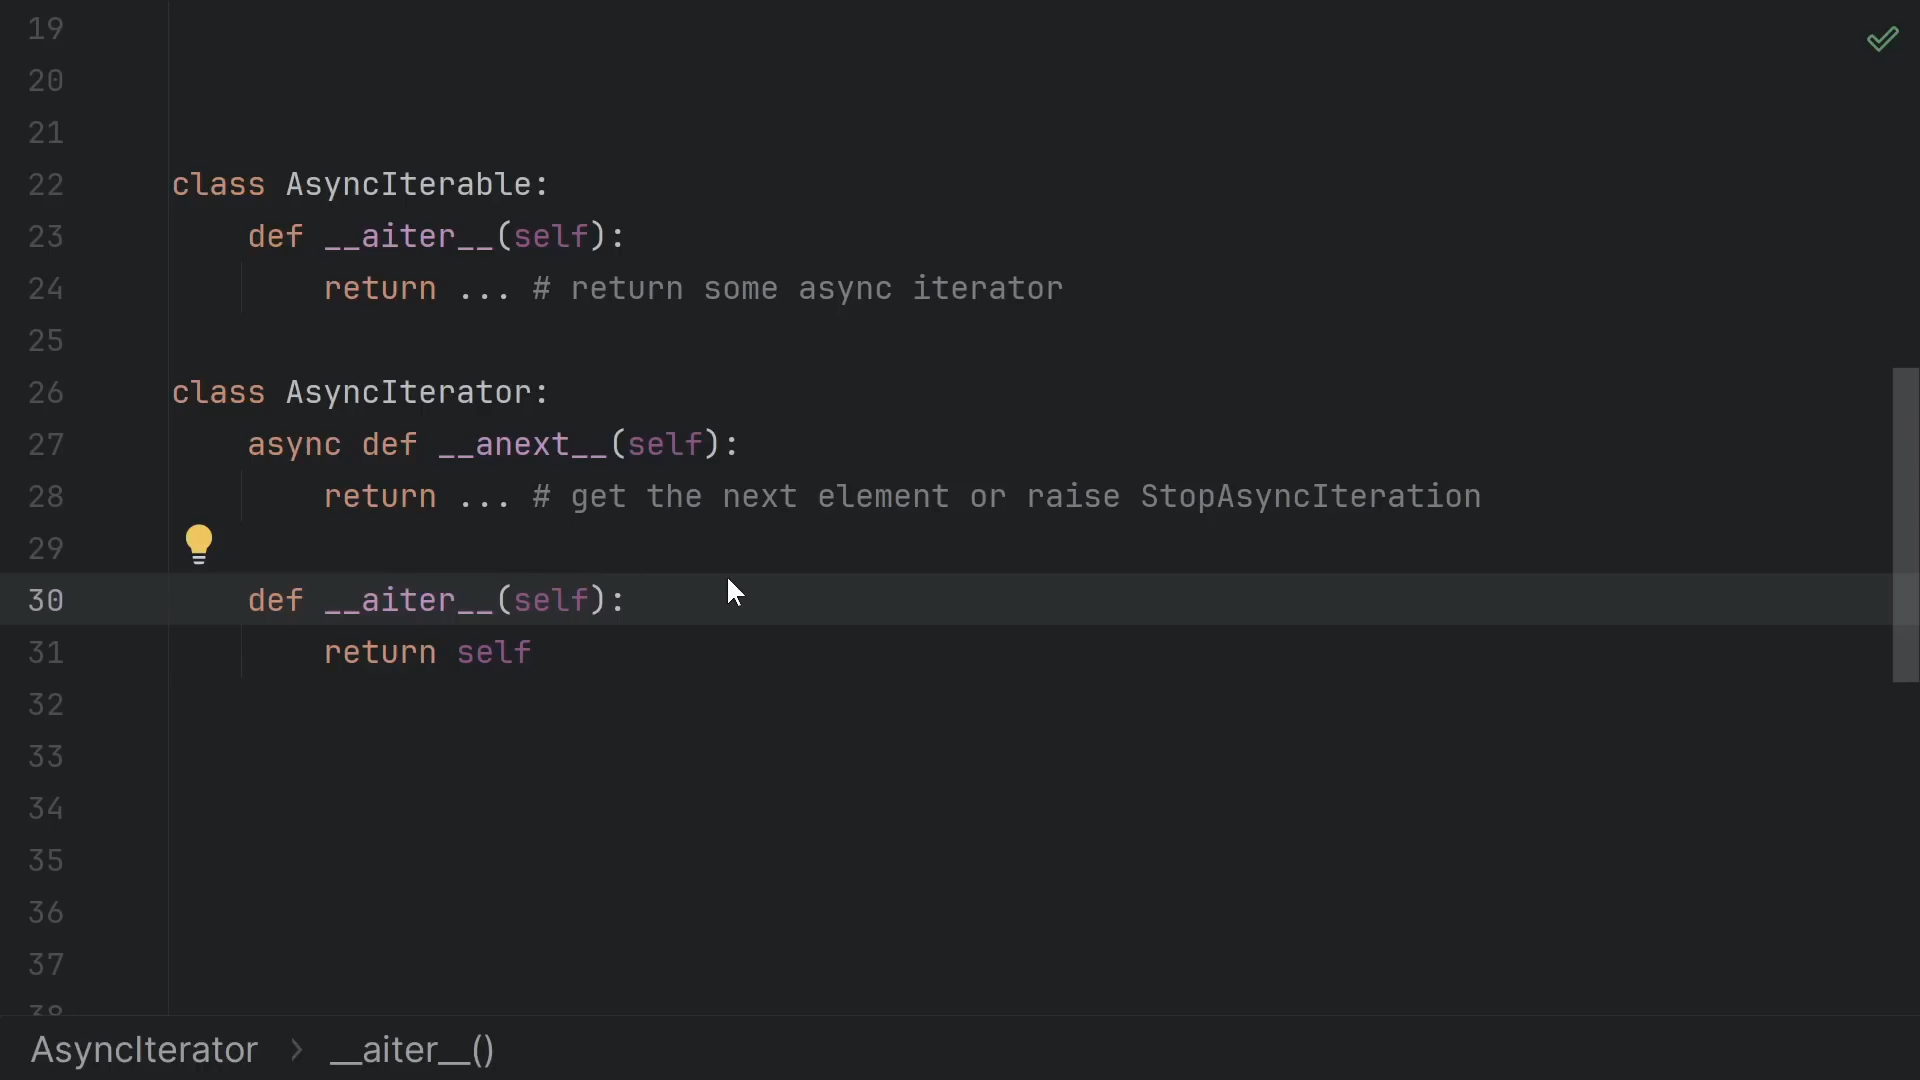 19
20
21
22 class AsyncIterable:
23     def __aiter__(self):
24         return ... # return some async iterator
25
26 class AsyncIterator:
27     async def __anext__(self):
28         return ... # get the next element or raise StopAsyncIteration
29
30     def __aiter__(self):
31         return self
32
33
34
35
36
37
38
AsyncIterator > __aiter__()